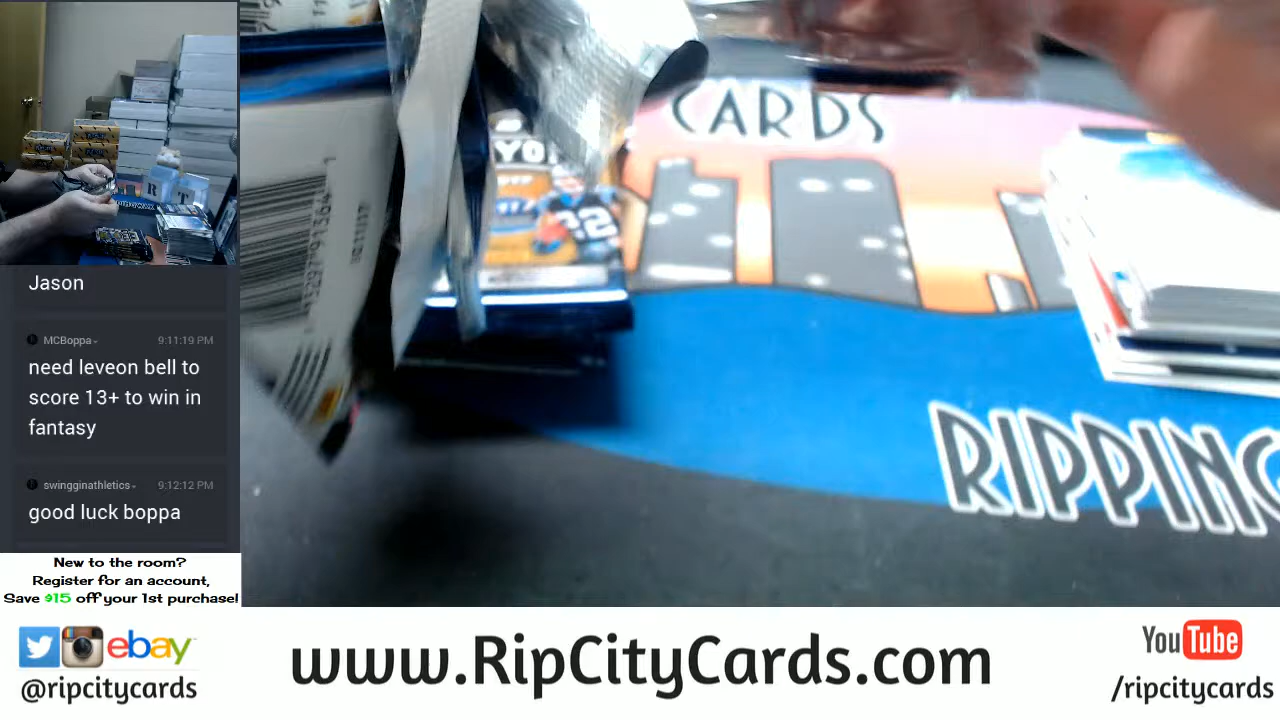 Jason
MCBoppa
9:11:19 PM
need leveon bell to
score 13+ to win in
fantasy
swingginathletics
9:12:12 PM
good luck boppa
New to the room?
Register for an account,
Save $15 off your 1st purchase!
CARDS
RIPPING
22
ebay
@ripcitycards
www.RipCityCards.com
YouTube
/ripcitycards